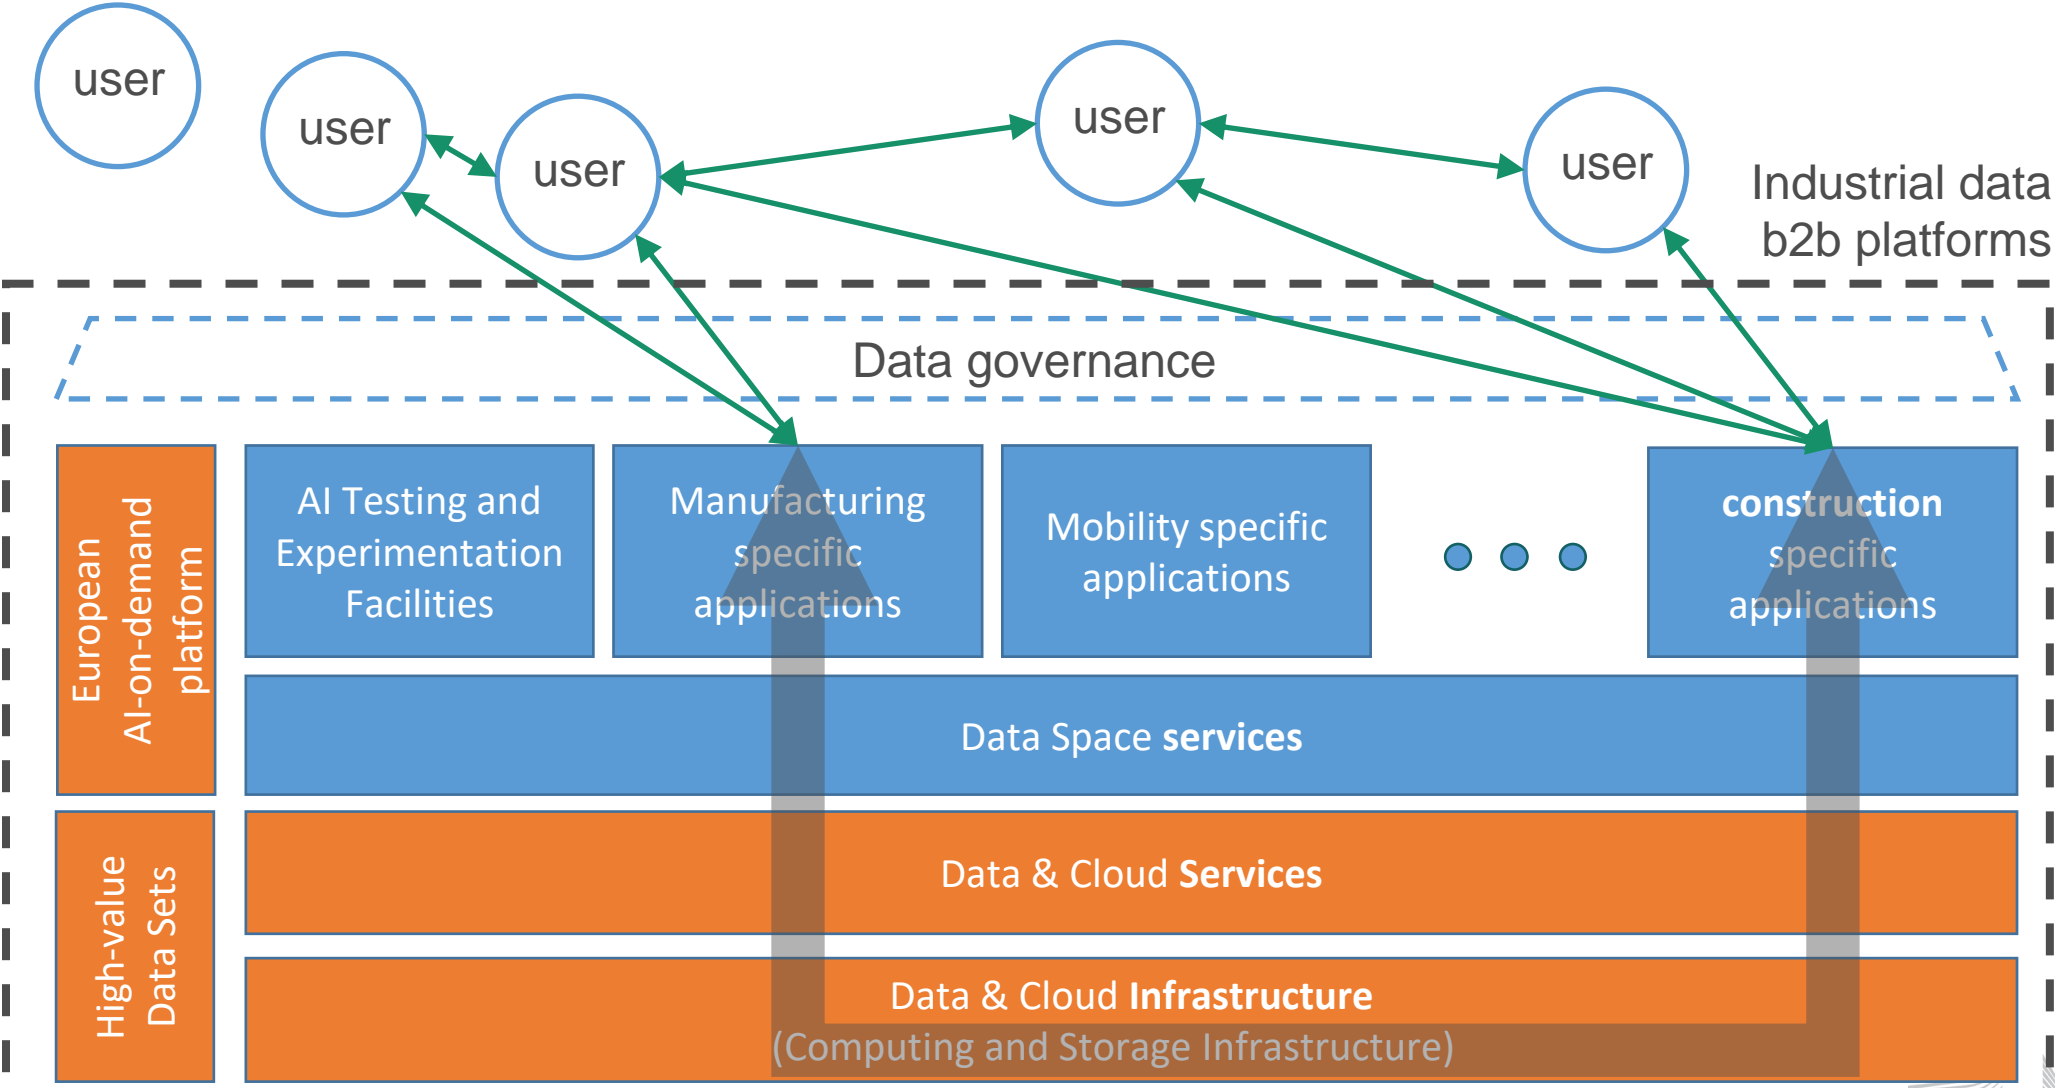 user
user
user
user
user
Industrial data
b2b platforms
Data governance
European
AI-on-demand
platform
AI Testing and
Experimentation
Facilities
Manufacturing
specific
applications
Mobility specific
applications
construction
specific
applications
Data Space services
High-value
Data Sets
Data & Cloud Services
Data & Cloud Infrastructure
(Computing and Storage Infrastructure)